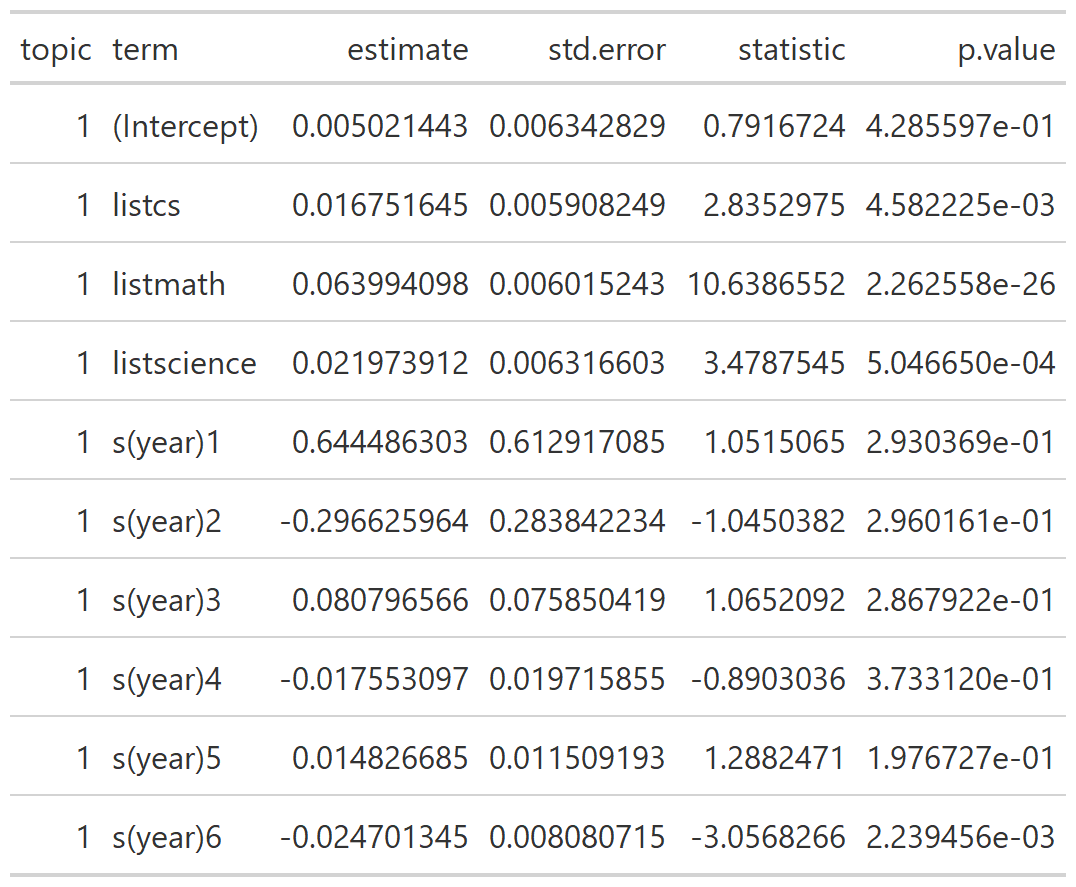 topic term estimate std.error statistic p.value
1 (Intercept) 0.005021443 0.006342829 0.7916724 4.285597e-01
1 listcs 0.016751645 0.005908249 2.8352975 4.582225e-03
1 listmath 0.063994098 0.006015243 10.6386552 2.262558e-26
1 listscience 0.021973912 0.006316603 3.4787545 5.046650e-04
1 s(year)1 0.644486303 0.612917085 1.0515065 2.930369e-01
1 s(year)2 -0.296625964 0.283842234 -1.0450382 2.960161e-01
1 s(year)3 0.080796566 0.075850419 1.0652092 2.867922e-01
1 s(year)4 -0.017553097 0.019715855 -0.8903036 3.733120e-01
1 s(year)5 0.014826685 0.011509193 1.2882471 1.976727e-01
1 s(year)6 -0.024701345 0.008080715 -3.0568266 2.239456e-03